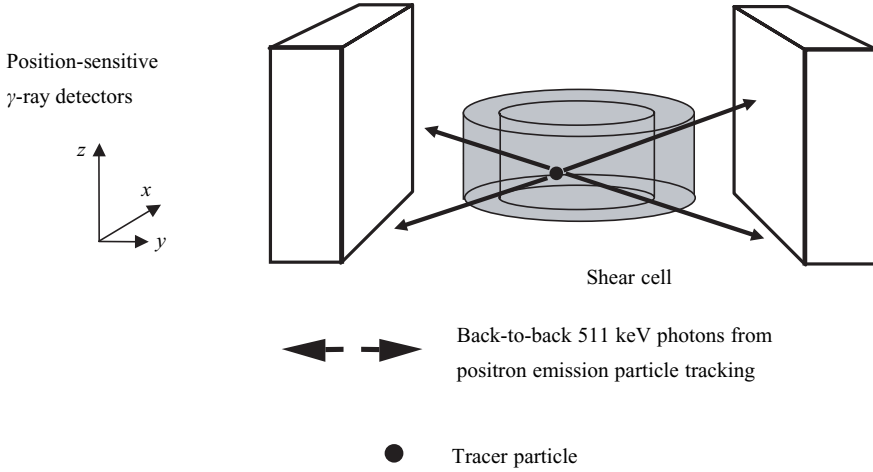 Position-sensitive
γ-ray detectors
z
x
y
Shear cell
Back-to-back 511 keV photons from
positron emission particle tracking
Tracer particle